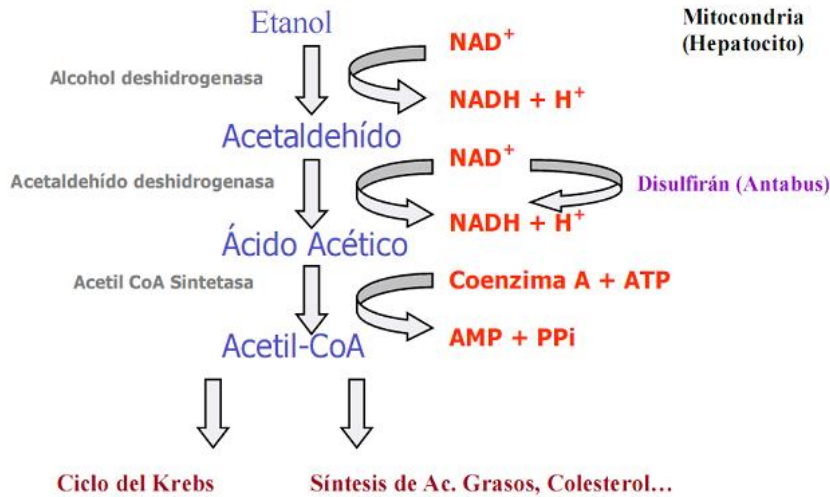 Etanol
Mitocondria
(Hepatocito)
NAD+
Alcohol deshidrogenasa
NADH + H+
Acetaldehído
NAD+
Acetaldehído deshidrogenasa
Disulfirán (Antabus)
NADH + H+
Ácido Acético
Acetil CoA Sintetasa
Coenzima A + ATP
AMP + PPi
Acetil-CoA
Ciclo del Krebs
Síntesis de Ac. Grasos, Colesterol...